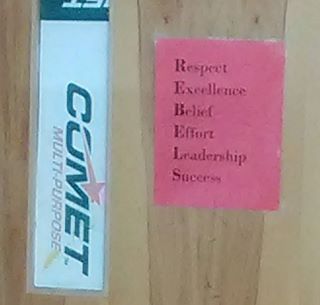 COMET
MULTI-PURPOSE
Respect
Excellence
Belief
Effort
Leadership
Success